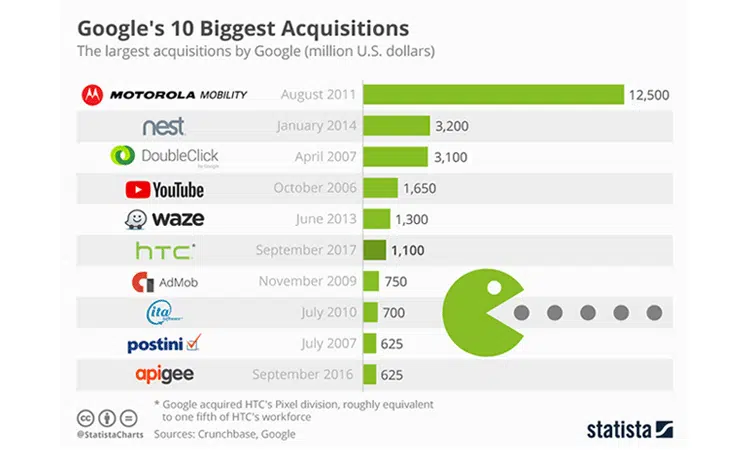 Google's 10 Biggest Acquisitions
The largest acquisitions by Google (million U.S. dollars)
MOTOROLA MOBILITY August 2011 12,500
nest January 2014 3,200
DoubleClick by Google April 2007 3,100
YouTube October 2006 1,650
waze June 2013 1,300
hTC* September 2017 1,100
AdMob November 2009 750
ita software July 2010 700
postini July 2007 625
apigee September 2016 625
* Google acquired HTC's Pixel division, roughly equivalent
to one fifth of HTC's workforce
@StatistaCharts Sources: Crunchbase, Google
statista